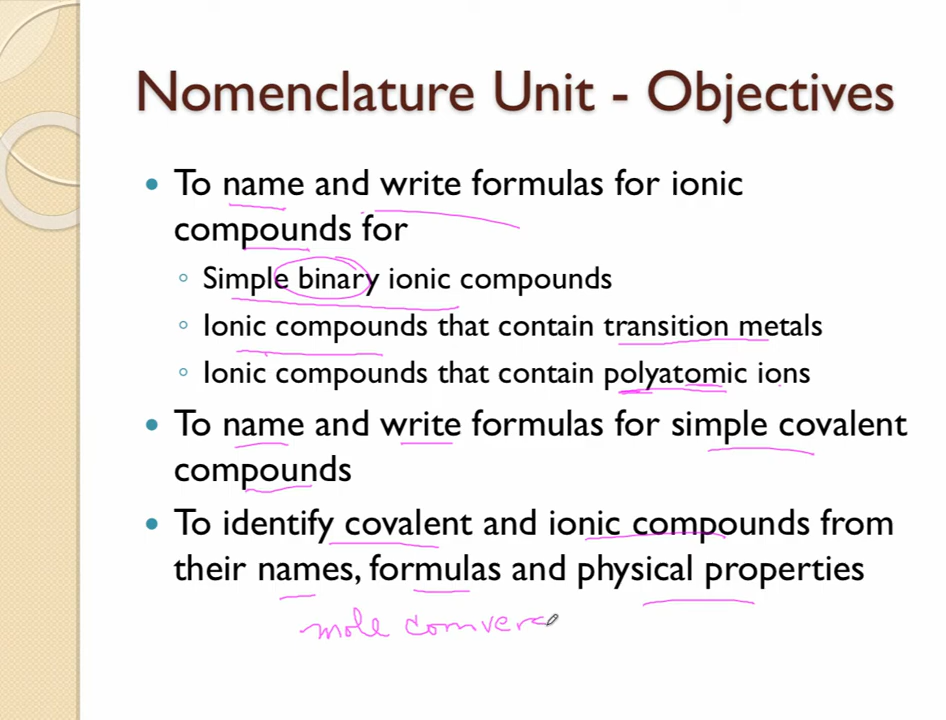 Nomenclature Unit - Objectives
• To name and write formulas for ionic
compounds for
◦ Simple binary ionic compounds
◦ Ionic compounds that contain transition metals
◦ Ionic compounds that contain polyatomic ions
• To name and write formulas for simple covalent
compounds
• To identify covalent and ionic compounds from
their names, formulas and physical properties
mole